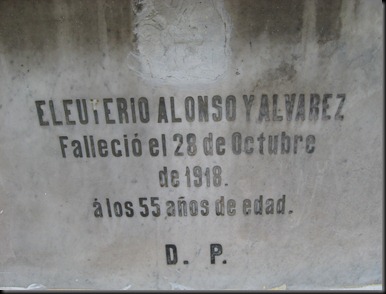 ELEUTERIO ALONSO Y ALVAREZ
Falleció el 28 de Octubre
de 1918.
á los 55 años de edad.
D. P.